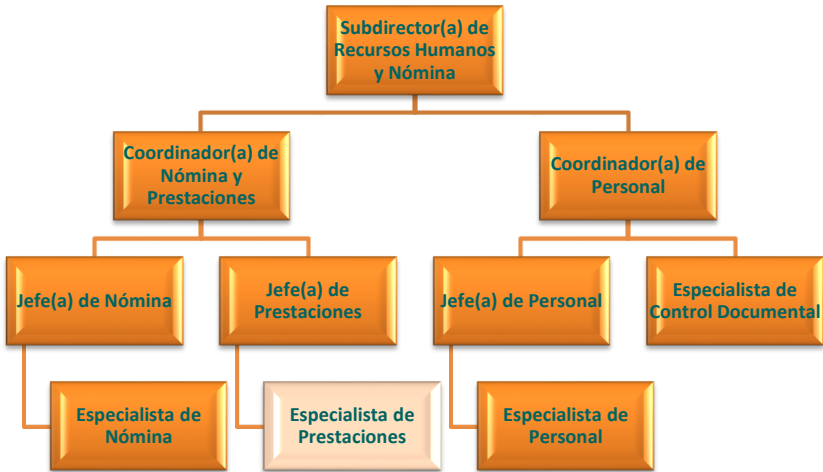 Subdirector(a) de
Recursos Humanos
y Nómina
Coordinador(a) de
Nómina y
Prestaciones
Coordinador(a) de
Personal
Jefe(a) de Nómina
Jefe(a) de
Prestaciones
Jefe(a) de Personal
Especialista de
Control Documental
Especialista de
Nómina
Especialista de
Prestaciones
Especialista de
Personal